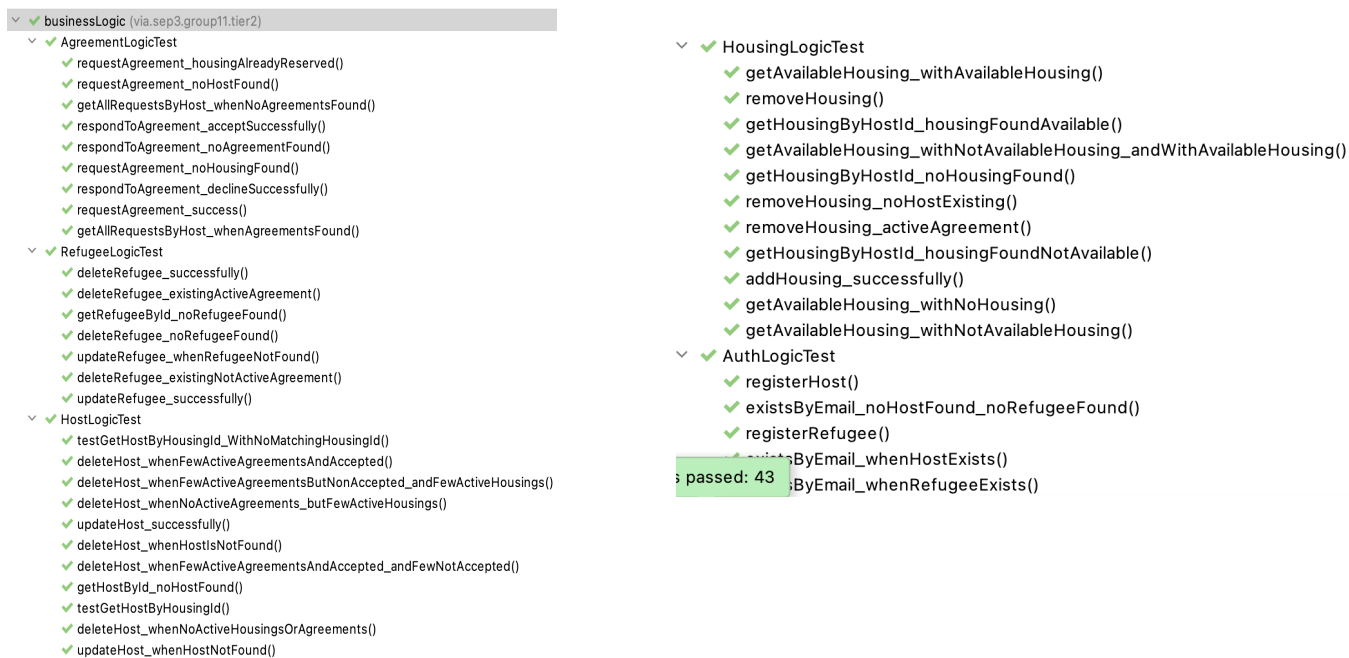 businessLogic (via.sep3.group11.tier2)
AgreementLogicTest
requestAgreement_housingAlreadyReserved()
requestAgreement_noHostFound()
getAllRequestsByHost_whenNoAgreementsFound()
respondToAgreement_acceptSuccessfully()
respondToAgreement_noAgreementFound()
requestAgreement_noHousingFound()
respondToAgreement_declineSuccessfully()
requestAgreement_success()
getAllRequestsByHost_whenAgreementsFound()
RefugeeLogicTest
deleteRefugee_successfully()
deleteRefugee_existingActiveAgreement()
getRefugeeById_noRefugeeFound()
deleteRefugee_noRefugeeFound()
updateRefugee_whenRefugeeNotFound()
deleteRefugee_existingNotActiveAgreement()
updateRefugee_successfully()
HostLogicTest
testGetHostByHousingId_WithNoMatchingHousingId()
deleteHost_whenFewActiveAgreementsAndAccepted()
deleteHost_whenFewActiveAgreementsButNonAccepted_andFewActiveHousings()
deleteHost_whenNoActiveAgreements_butFewActiveHousings()
updateHost_successfully()
deleteHost_whenHostIsNotFound()
deleteHost_whenFewActiveAgreementsAndAccepted_andFewNotAccepted()
getHostById_noHostFound()
testGetHostByHousingId()
deleteHost_whenNoActiveHousingsOrAgreements()
updateHost_whenHostNotFound()
HousingLogicTest
getAvailableHousing_withAvailableHousing()
removeHousing()
getHousingByHostId_housingFoundAvailable()
getAvailableHousing_withNotAvailableHousing_andWithAvailableHousing()
getHousingByHostId_noHousingFound()
removeHousing_noHostExisting()
removeHousing_activeAgreement()
getHousingByHostId_housingFoundNotAvailable()
addHousing_successfully()
getAvailableHousing_withNoHousing()
getAvailableHousing_withNotAvailableHousing()
AuthLogicTest
registerHost()
existsByEmail_noHostFound_noRefugeeFound()
registerRefugee()
existsByEmail_whenHostExists()
s passed: 43
sByEmail_whenRefugeeExists()